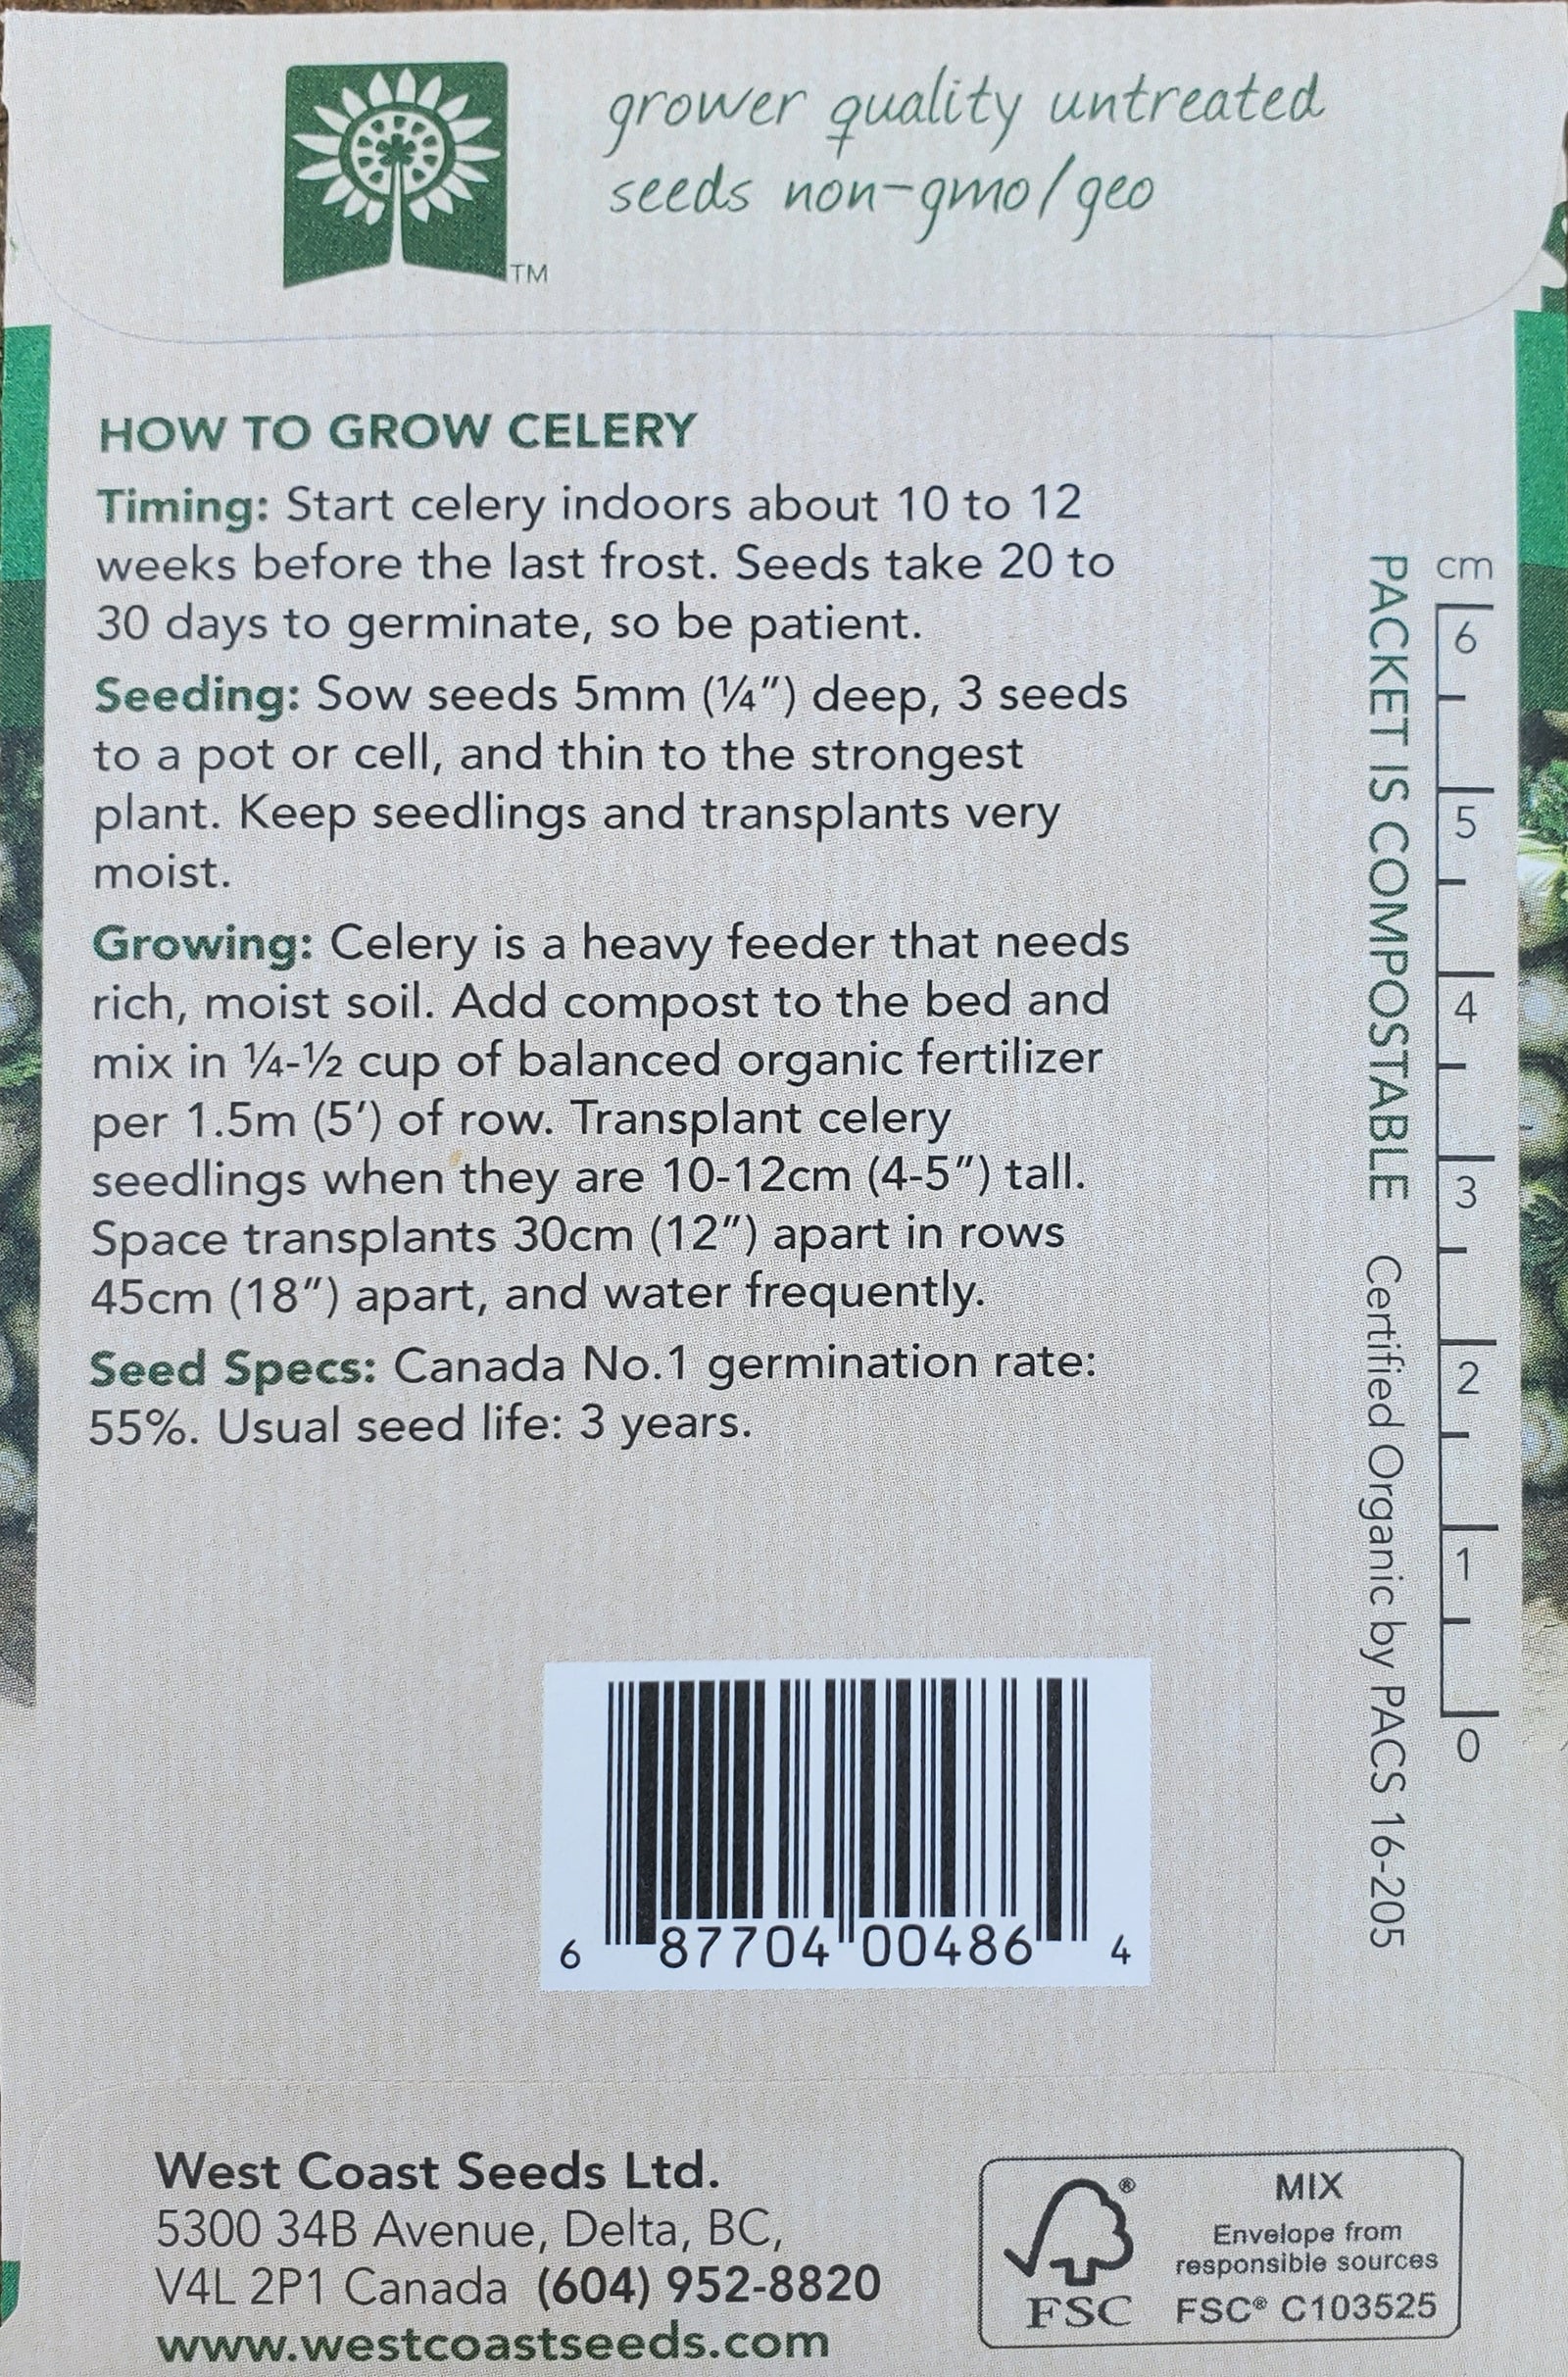 grower quality untreated
seeds non-gmo/geo
TM
HOW TO GROW CELERY
Timing: Start celery indoors about 10 to 12
weeks before the last frost. Seeds take 20 to
30 days to germinate, so be patient.
Seeding: Sow seeds 5mm (¼") deep, 3 seeds
to a pot or cell, and thin to the strongest
plant. Keep seedlings and transplants very
moist.
Growing: Celery is a heavy feeder that needs
rich, moist soil. Add compost to the bed and
mix in ¼-½ cup of balanced organic fertilizer
per 1.5m (5') of row. Transplant celery
seedlings when they are 10-12cm (4-5") tall.
Space transplants 30cm (12") apart in rows
45cm (18") apart, and water frequently.
Seed Specs: Canada No.1 germination rate:
55%. Usual seed life: 3 years.
PACKET IS COMPOSTABLE Certified Organic by PACS 16-205
cm
6
5
4
3
2
1
0
6 87704 00486 4
West Coast Seeds Ltd.
5300 34B Avenue, Delta, BC,
V4L 2P1 Canada (604) 952-8820
www.westcoastseeds.com
®
FSC
MIX
Envelope from
responsible sources
FSC® C103525